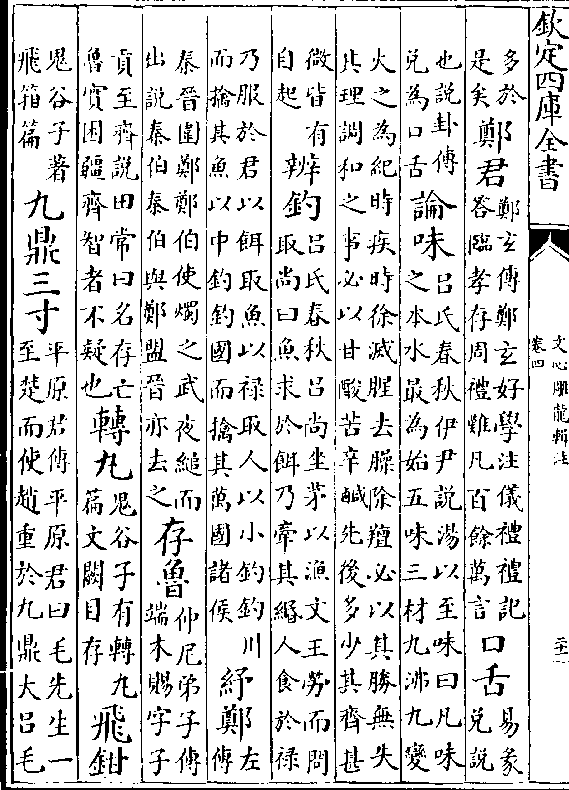 欽定四庫全書
文心雕龍輯注
卷四
多於
是矣
鄭君
鄭玄傳鄭玄好學注儀禮禮記
答臨孝存周禮難凡百餘萬言
口舌
易象
兌說
也説卦傳
兌為口舌
論味
呂氏春秋伊尹説湯以至味曰凡味
之本水最為始五味三材九沸九變
火之為紀時疾時徐滅腥去臊除羶必以其勝無失
其理調和之事必以甘酸苦辛鹹先後多少其齊甚
微皆有
自起
辨釣
呂氏春秋呂尚坐茅以漁文王勞而問
取尚曰魚求於餌乃牽其緡人食於禄
乃服於君以餌取魚以禄取人以小釣釣川
而擒其魚以中釣釣國而擒其萬國諸侯
紓鄭
左
傳
秦晉圍鄭鄭伯使燭之武夜縋而
出説秦伯秦伯與鄭盟晉亦去之
存魯
仲尼弟子傳
端木賜字子
貢至齊説田常曰名存亡
魯實困疆齊智者不疑也
轉丸
鬼谷子有轉丸
篇文闕目存
飛鉗
鬼谷子著
飛箝篇
九鼎三寸
平原君傳平原君曰毛先生一
至楚而使趙重於九鼎大呂毛